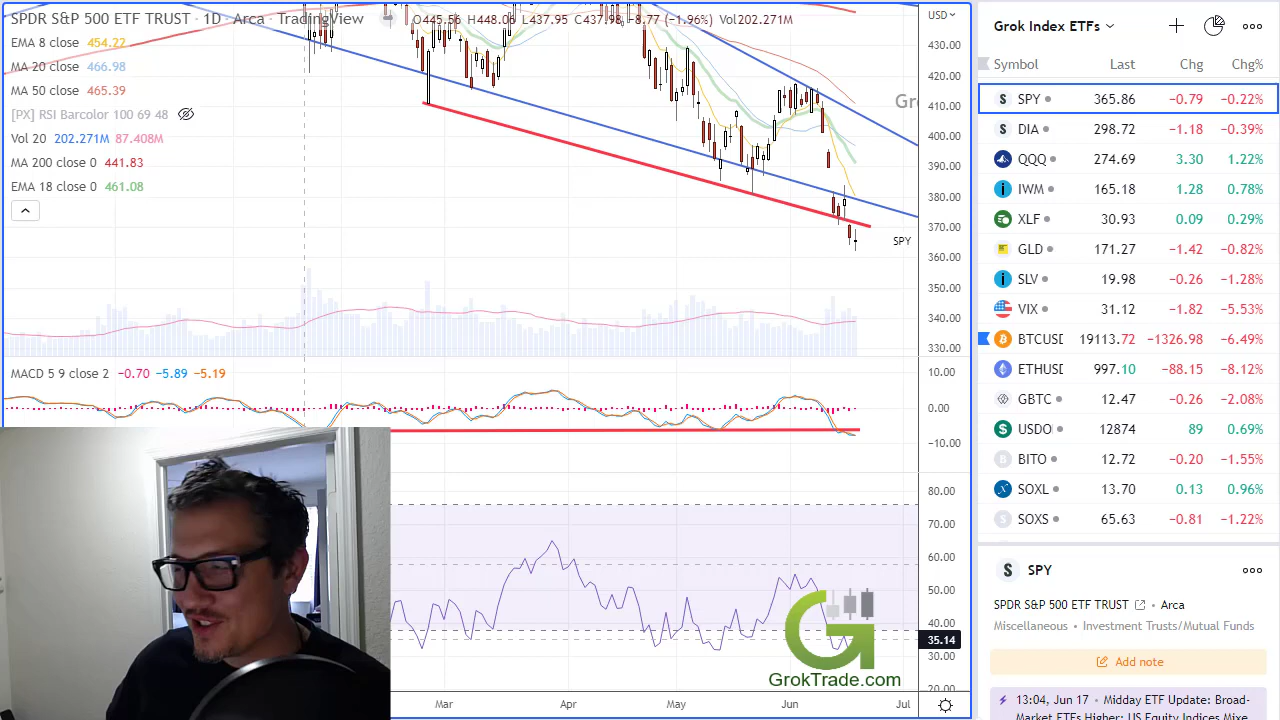 SPDR S&P 500 ETF TRUST · 1D · Arca · TradingView O445.56 H448.06 L437.95 C437.98 −8.77 (−1.96%) Vol202.271M
EMA 8 close 454.22
MA 20 close 466.98
MA 50 close 465.39
[PX] RSI Barcolor 100 69 48
Vol 20 202.271M 87.408M
MA 200 close 0 441.83
EMA 18 close 0 461.08
Gr
SPY
USD
430.00
420.00
410.00
400.00
390.00
380.00
370.00
360.00
350.00
340.00
330.00
MACD 5 9 close 2 −0.70 −5.89 −5.19
10.00
0.00
−10.00
80.00
70.00
60.00
50.00
40.00
35.14
30.00
20.00
GrokTrade.com
Mar Apr May Jun Jul
Grok Index ETFs
Symbol Last Chg Chg%
SPY 365.86 −0.79 −0.22%
DIA 298.72 −1.18 −0.39%
QQQ 274.69 3.30 1.22%
IWM 165.18 1.28 0.78%
XLF 30.93 0.09 0.29%
GLD 171.27 −1.42 −0.82%
SLV 19.98 −0.26 −1.28%
VIX 31.12 −1.82 −5.53%
BTCUSD 19113.72 −1326.98 −6.49%
ETHUSD 997.10 −88.15 −8.12%
GBTC 12.47 −0.26 −2.08%
USDO 12874 89 0.69%
BITO 12.72 −0.20 −1.55%
SOXL 13.70 0.13 0.96%
SOXS 65.63 −0.81 −1.22%
SPY
SPDR S&P 500 ETF TRUST • Arca
Miscellaneous • Investment Trusts/Mutual Funds
Add note
13:04, Jun 17 • Midday ETF Update: Broad-
Market ETFs Higher; US Equity Indices Mixe